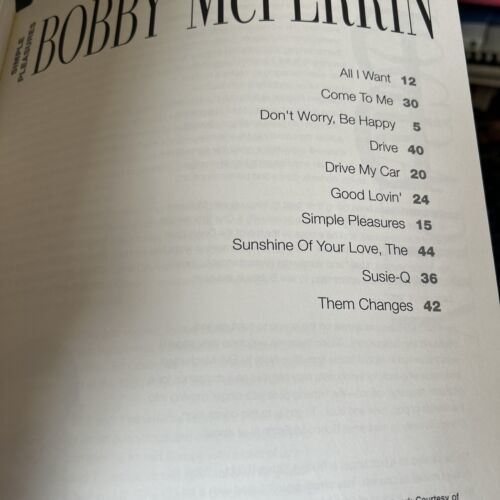 SIMPLE
PLEASURES
BOBBY McFERRIN
All I Want 12
Come To Me 30
Don't Worry, Be Happy 5
Drive 40
Drive My Car 20
Good Lovin' 24
Simple Pleasures 15
Sunshine Of Your Love, The 44
Susie-Q 36
Them Changes 42
Courtesy of